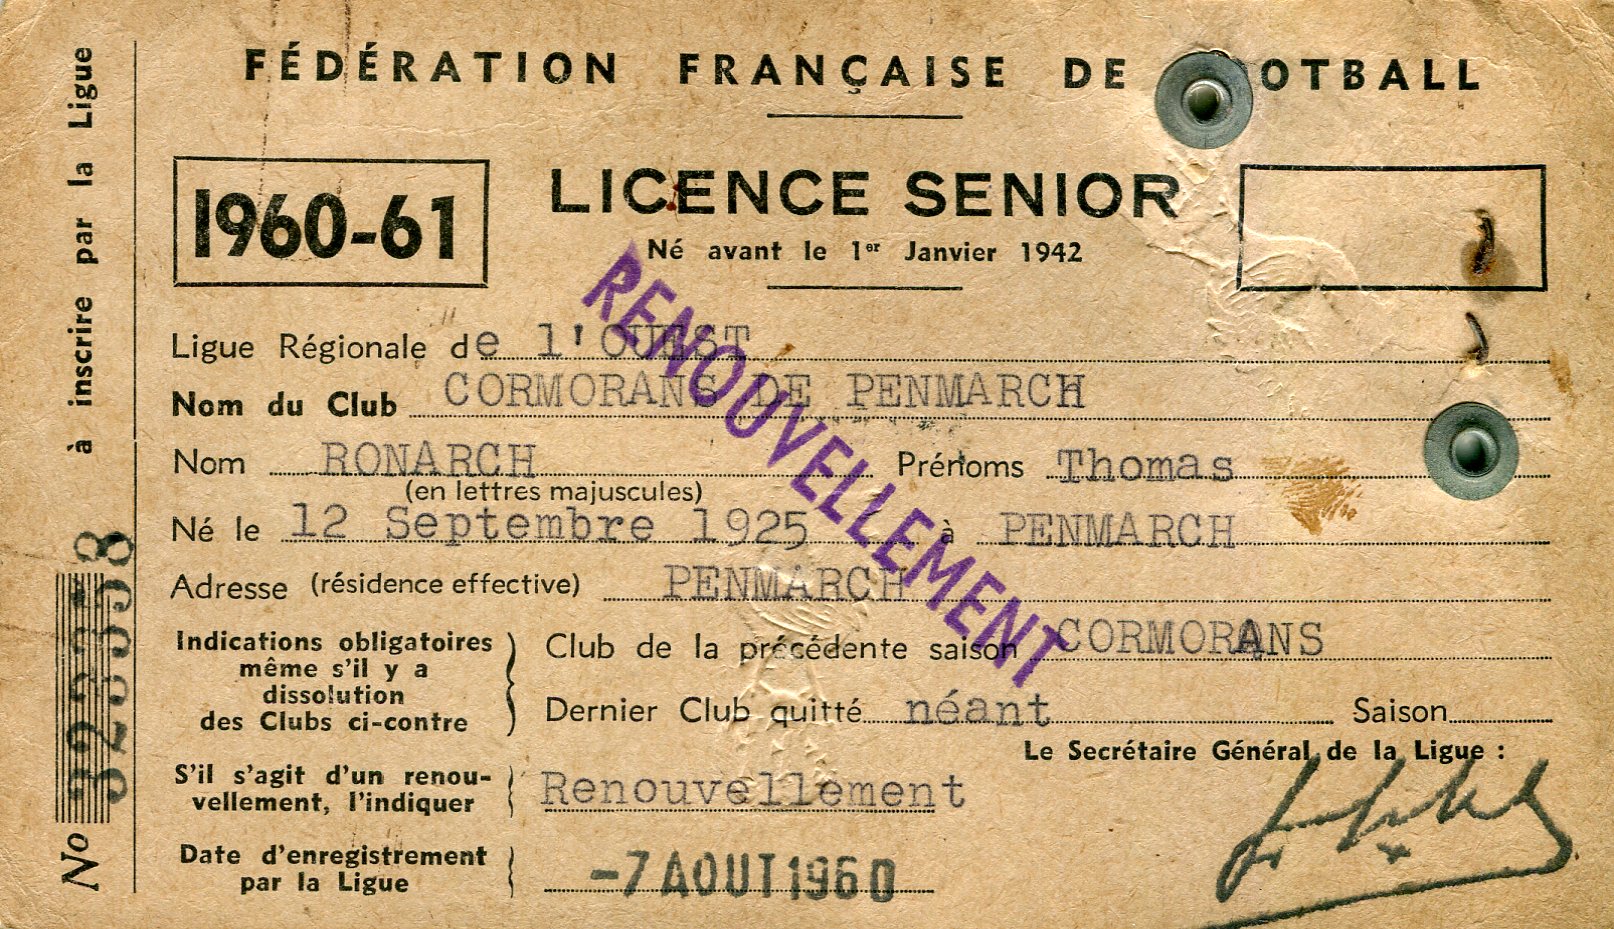 FÉDÉRATION FRANÇAISE DE FOOTBALL
1960-61
LICENCE SENIOR
Né avant le 1er Janvier 1942
Ligue Régionale de l'OUEST
Nom du Club CORMORANS DE PENMARCH
Nom RONARCH Prénoms Thomas
(en lettres majuscules)
Né le 12 Septembre 1925 à PENMARCH
Adresse (résidence effective) PENMARCH
Indications obligatoires
même s'il y a
dissolution
des Clubs ci-contre
Club de la précédente saison CORMORANS
Dernier Club quitté néant Saison
Le Secrétaire Général de la Ligue :
S'il s'agit d'un renou-
vellement, l'indiquer
Renouvellement
Date d'enregistrement
par la Ligue
-7 AOUT 1960
RENOUVELLEMENT
No
à inscrire par la Ligue